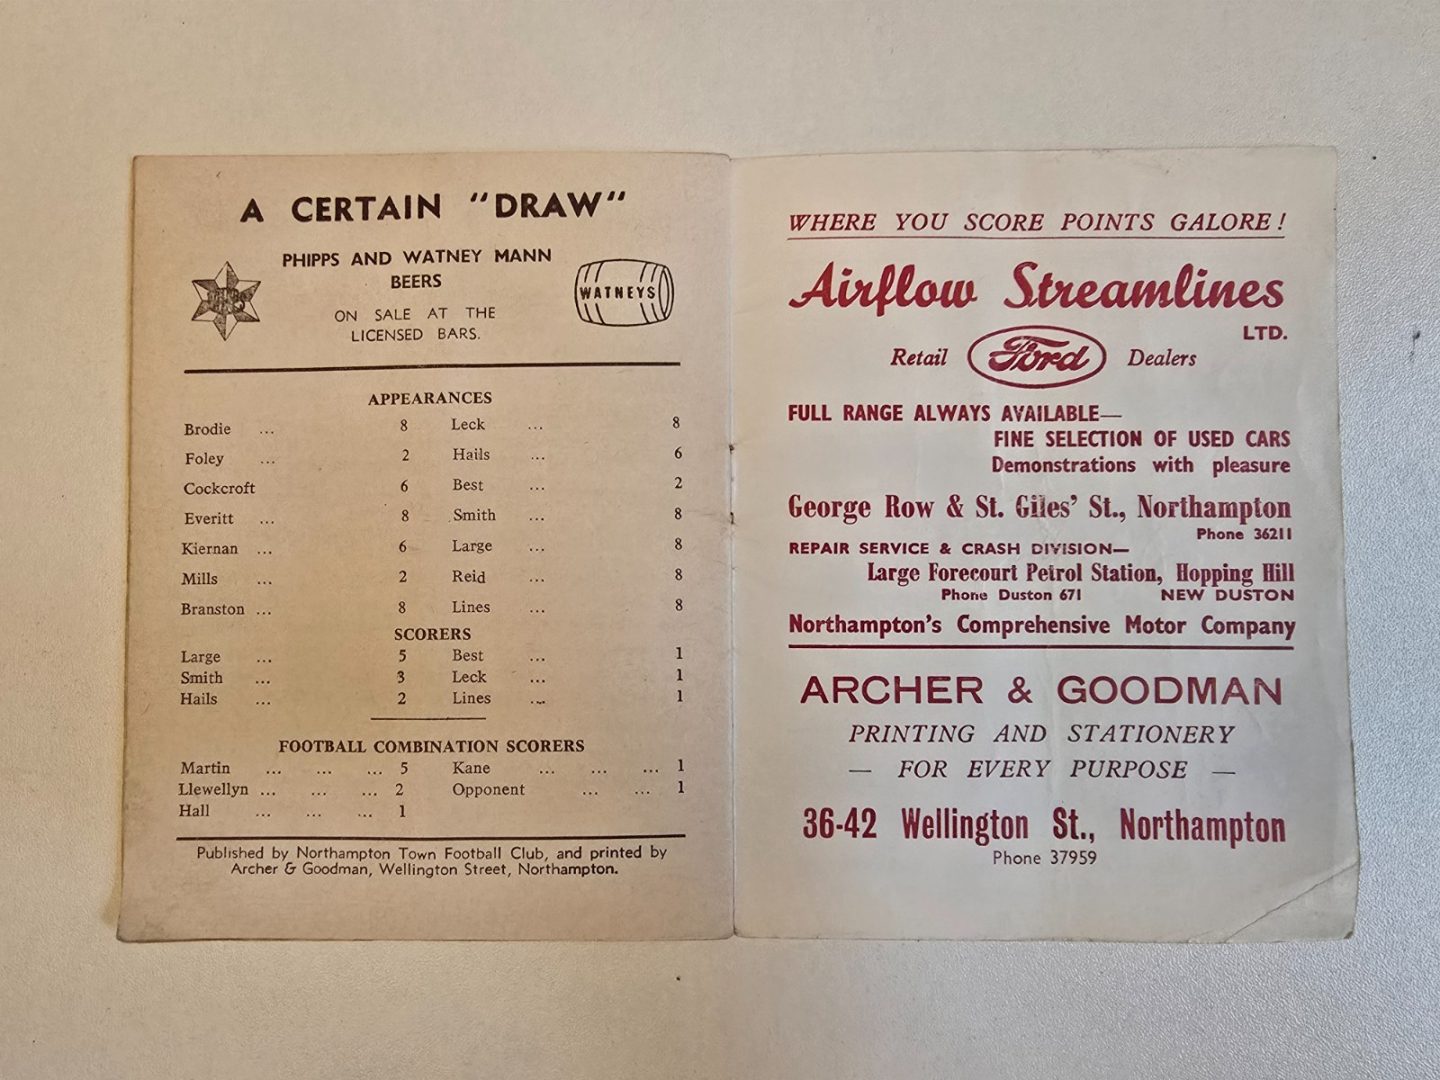 A CERTAIN "DRAW"
PHIPPS AND WATNEY MANN
BEERS
ON SALE AT THE
LICENSED BARS.
WATNEYS
APPEARANCES
Brodie ... 8 Leck ... 8
Foley ... 2 Hails ... 6
Cockcroft 6 Best ... 2
Everitt ... 8 Smith ... 8
Kiernan ... 6 Large ... 8
Mills ... 2 Reid ... 8
Branston ... 8 Lines ... 8
SCORERS
Large ... 5 Best ... 1
Smith ... 3 Leck ... 1
Hails ... 2 Lines ... 1
FOOTBALL COMBINATION SCORERS
Martin ... ... ... 5 Kane ... ... ... 1
Llewellyn ... ... ... 2 Opponent ... ... 1
Hall ... ... ... 1
Published by Northampton Town Football Club, and printed by
Archer & Goodman, Wellington Street, Northampton.
WHERE YOU SCORE POINTS GALORE!
Airflow Streamlines
LTD.
Retail Ford Dealers
FULL RANGE ALWAYS AVAILABLE—
FINE SELECTION OF USED CARS
Demonstrations with pleasure
George Row & St. Giles' St., Northampton
Phone 36211
REPAIR SERVICE & CRASH DIVISION—
Large Forecourt Petrol Station, Hopping Hill
Phone Duston 671 NEW DUSTON
Northampton's Comprehensive Motor Company
ARCHER & GOODMAN
PRINTING AND STATIONERY
— FOR EVERY PURPOSE —
36-42 Wellington St., Northampton
Phone 37959